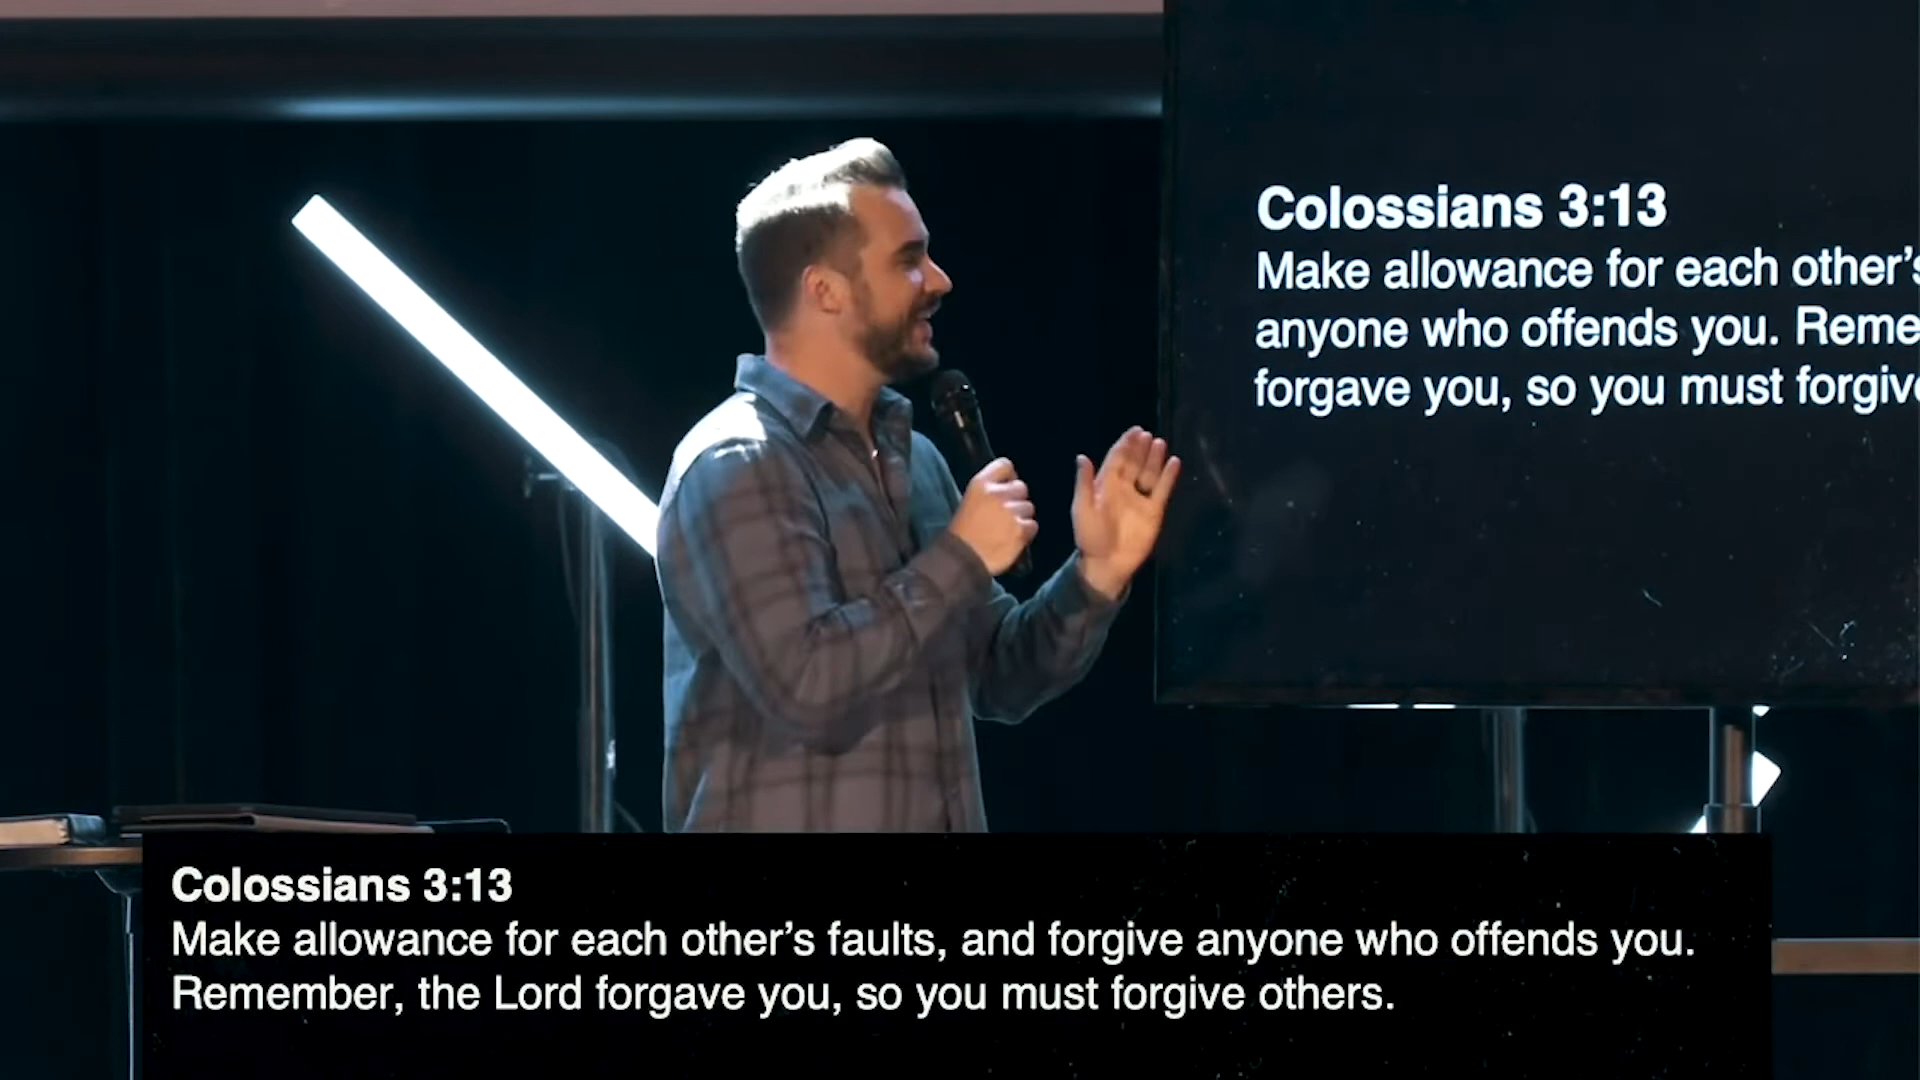 Colossians 3:13
Make allowance for each other's
anyone who offends you. Reme
forgave you, so you must forgive
Colossians 3:13
Make allowance for each other’s faults, and forgive anyone who offends you.
Remember, the Lord forgave you, so you must forgive others.